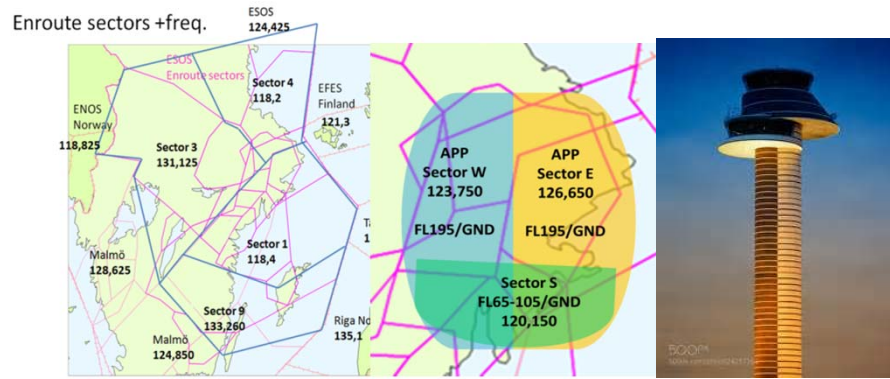 Enroute sectors +freq.
ESOS
124,425
ESOS
Enroute sectors
Sector 4
118,2
EFES
Finland
121,3
ENOS
Norway
118,825
Sector 3
131,125
Malmö
128,625
Sector 1
118,4
Sector 9
133,260
Malmö
124,850
Riga No
135,1
Ta
1
APP
Sector W
123,750
FL195/GND
APP
Sector E
126,650
FL195/GND
Sector S
FL65-105/GND
120,150